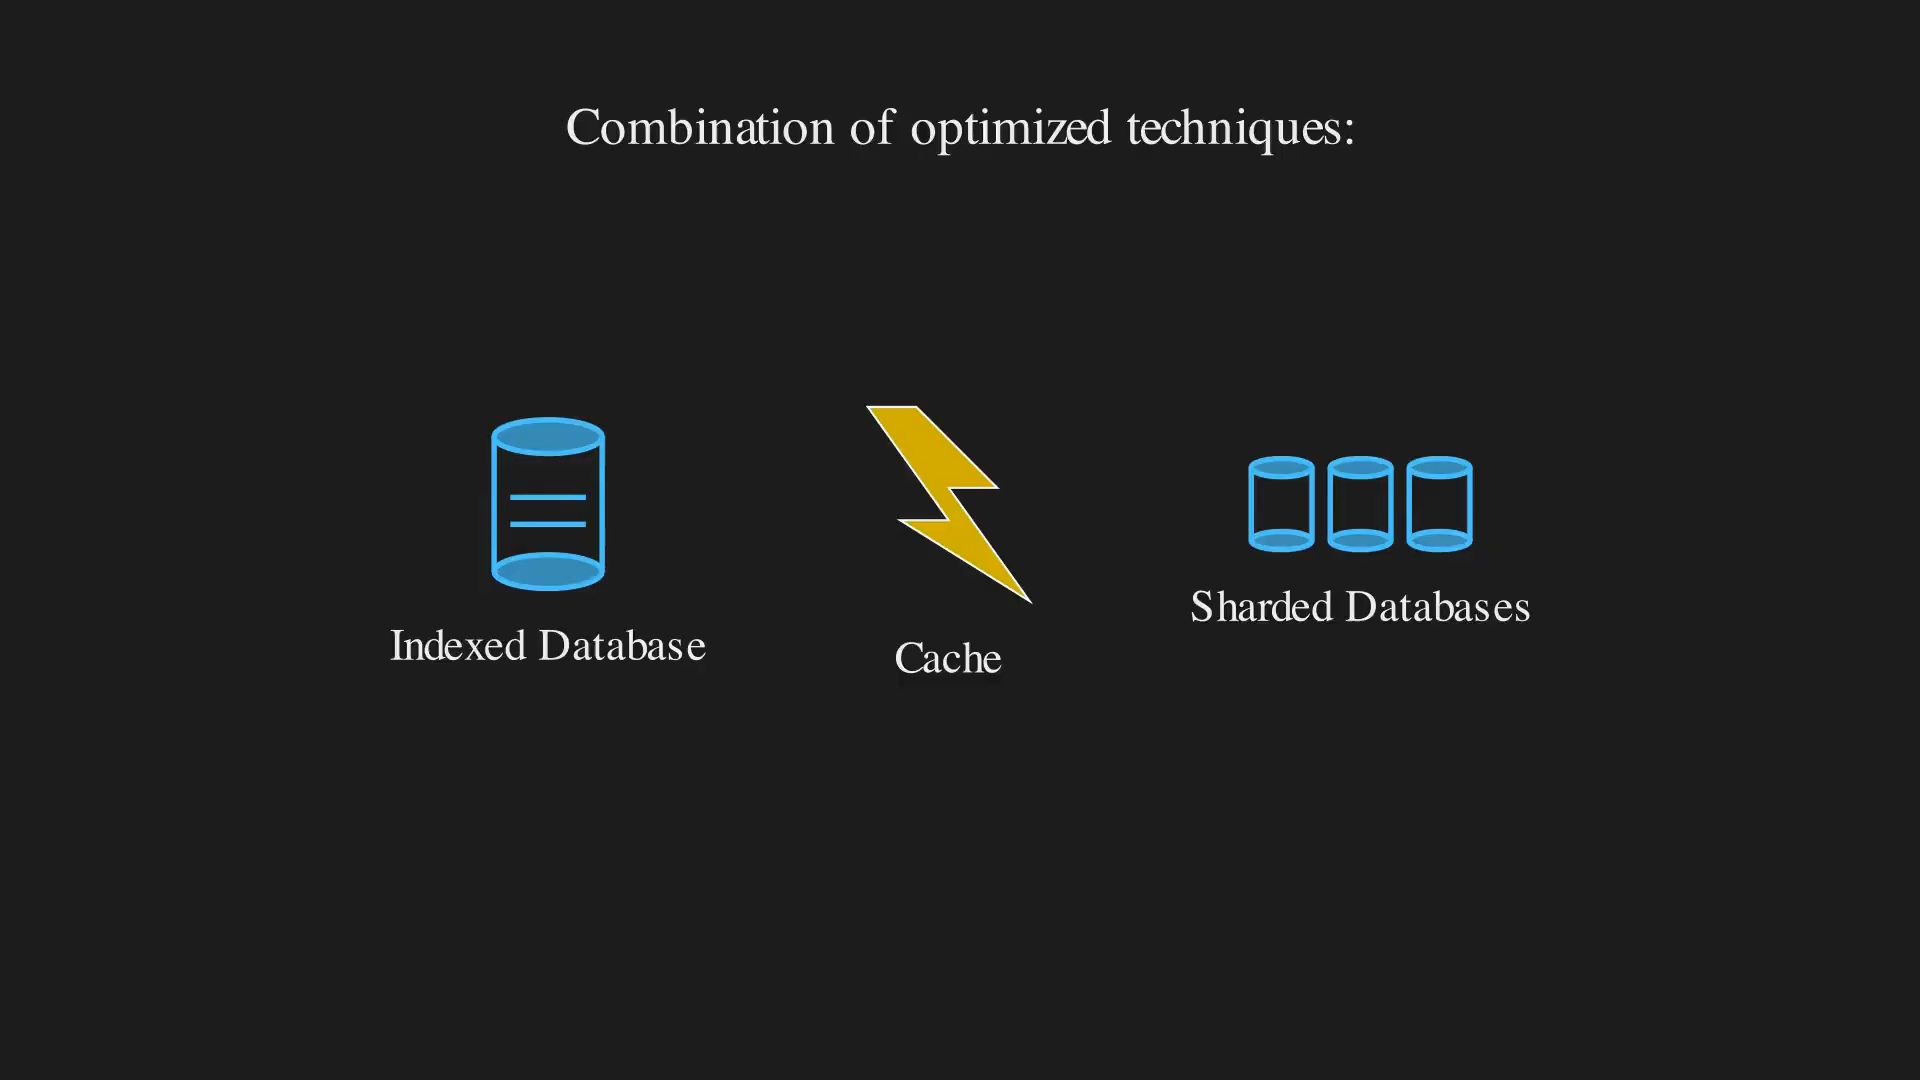 Combination of optimized techniques:
Indexed Database
Cache
Sharded Databases